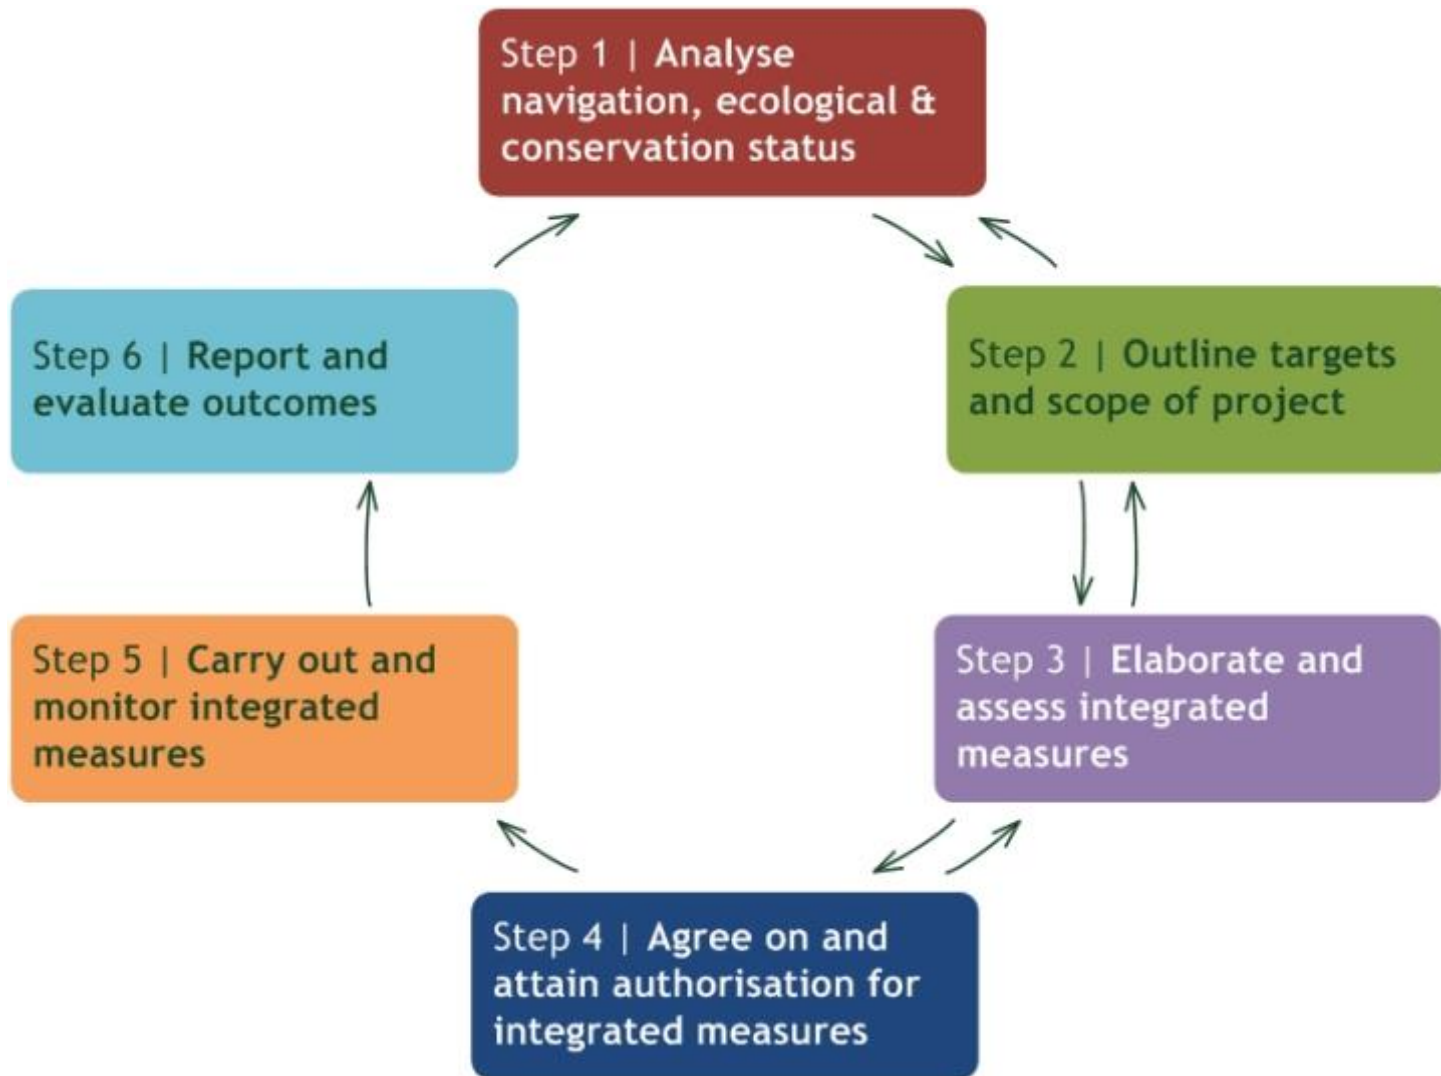 Step 1 | Analyse
navigation, ecological &
conservation status
Step 2 | Outline targets
and scope of project
Step 3 | Elaborate and
assess integrated
measures
Step 4 | Agree on and
attain authorisation for
integrated measures
Step 5 | Carry out and
monitor integrated
measures
Step 6 | Report and
evaluate outcomes